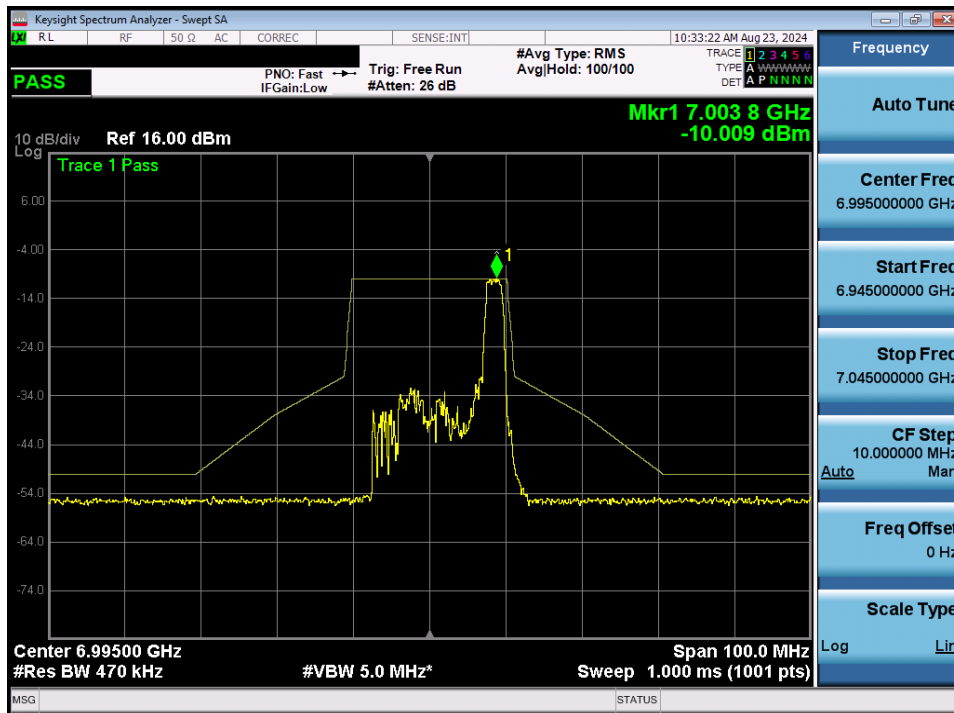 Keysight Spectrum Analyzer - Swept SA
LXI RL RF 50 Ω AC CORREC SENSE:INT 10:33:22 AM Aug 23, 2024
PASS
PNO: Fast
IFGain:Low
Trig: Free Run
#Atten: 26 dB
#Avg Type: RMS
Avg|Hold: 100/100
TRACE 1 2 3 4 5 6
TYPE A WWWWW
DET A P N N N N
Mkr1 7.003 8 GHz
-10.009 dBm
10 dB/div Ref 16.00 dBm
Log
Trace 1 Pass
1
6.00
-4.00
-14.0
-24.0
-34.0
-44.0
-54.0
-64.0
-74.0
Center 6.99500 GHz Span 100.0 MHz
#Res BW 470 kHz #VBW 5.0 MHz* Sweep 1.000 ms (1001 pts)
MSG STATUS
Frequency
Auto Tune
Center Freq
6.995000000 GHz
Start Freq
6.945000000 GHz
Stop Freq
7.045000000 GHz
CF Step
10.000000 MHz
Auto Man
Freq Offset
0 Hz
Scale Type
Log Lin